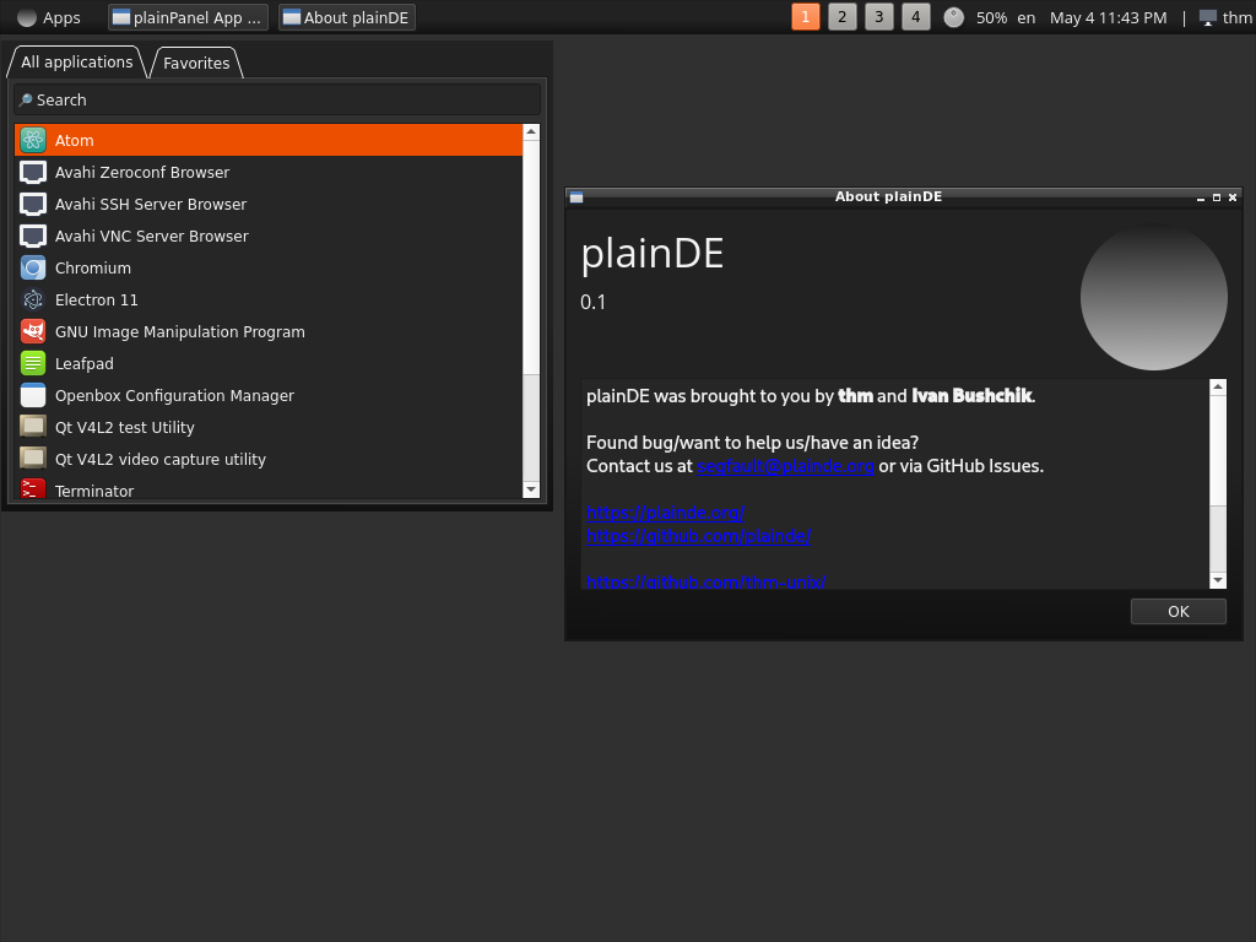 Apps plainPanel App ... About plainDE 1 2 3 4 50% en May 4 11:43 PM | thm
All applications Favorites
Search
Atom
Avahi Zeroconf Browser
Avahi SSH Server Browser
Avahi VNC Server Browser
Chromium
Electron 11
GNU Image Manipulation Program
Leafpad
Openbox Configuration Manager
Qt V4L2 test Utility
Qt V4L2 video capture utility
Terminator
About plainDE
plainDE
0.1
plainDE was brought to you by thm and Ivan Bushchik.
Found bug/want to help us/have an idea?
Contact us at segfault@plainde.org or via GitHub Issues.
https://plainde.org/
https://github.com/plainde/
https://github.com/thm-unix/
OK